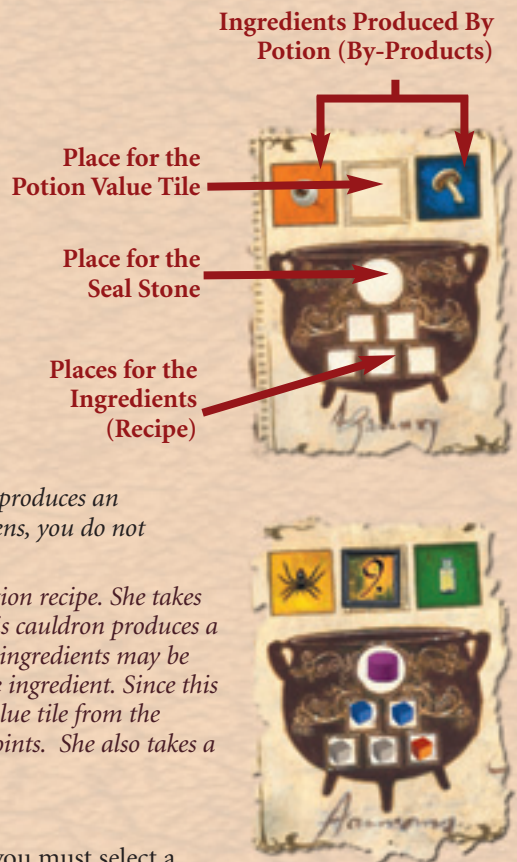 Ingredients Produced By
Potion (By-Products)
Place for the
Potion Value Tile
Place for the
Seal Stone
Places for the
Ingredients
(Recipe)
produces an
ens, you do not
9.
ion recipe. She takes
is cauldron produces a
ingredients may be
e ingredient. Since this
lue tile from the
oints. She also takes a
you must select a